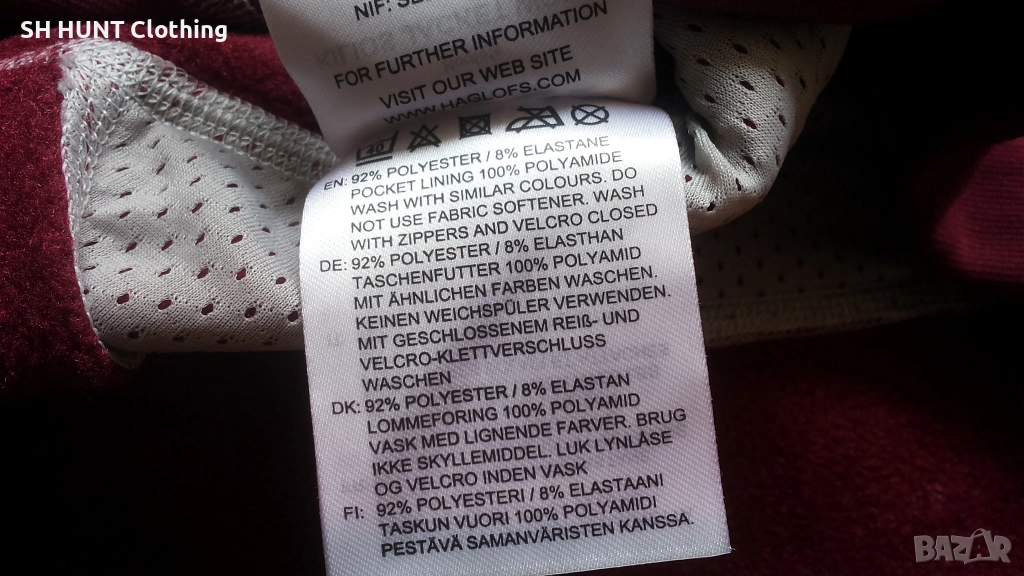 SH HUNT Clothing
FOR FURTHER INFORMATION
VISIT OUR WEB SITE
WWW.HAGLOFS.COM
EN: 92% POLYESTER / 8% ELASTANE
POCKET LINING 100% POLYAMIDE
WASH WITH SIMILAR COLOURS. DO
NOT USE FABRIC SOFTENER. WASH
WITH ZIPPERS AND VELCRO CLOSED
DE: 92% POLYESTER / 8% ELASTHAN
TASCHENFUTTER 100% POLYAMID
MIT ÄHNLICHEN FARBEN WASCHEN.
KEINEN WEICHSPÜLER VERWENDEN.
MIT GESCHLOSSENEM REIß- UND
VELCRO-KLETTVERSCHLUSS
WASCHEN
DK: 92% POLYESTER / 8% ELASTAN
LOMMEFORING 100% POLYAMID
VASK MED LIGNENDE FARVER. BRUG
IKKE SKYLLEMIDDEL. LUK LYNLÅSE
OG VELCRO INDEN VASK
FI: 92% POLYESTERI / 8% ELASTAANI
TASKUN VUORI 100% POLYAMIDI
PESTÄVÄ SAMANVÄRISTEN KANSSA.
BAZAR